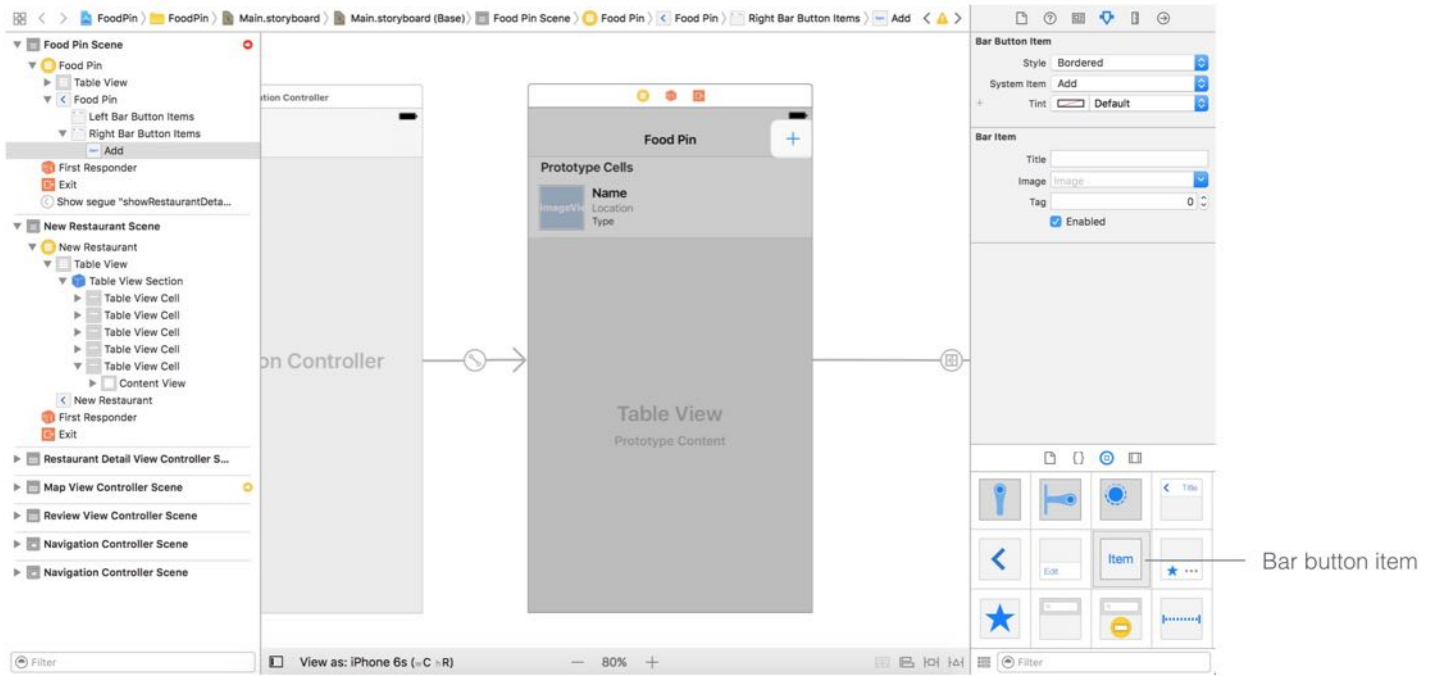 FoodPin FoodPin Main.storyboard Main.storyboard (Base) Food Pin Scene Food Pin Food Pin Right Bar Button Items Add
Food Pin Scene
Food Pin
Table View
Food Pin
Left Bar Button Items
Right Bar Button Items
Add
First Responder
Exit
Show segue "showRestaurantDeta...
New Restaurant Scene
New Restaurant
Table View
Table View Section
Table View Cell
Table View Cell
Table View Cell
Table View Cell
Table View Cell
Content View
New Restaurant
First Responder
Exit
Restaurant Detail View Controller S...
Map View Controller Scene
Review View Controller Scene
Navigation Controller Scene
Navigation Controller Scene
Filter
tion Controller
on Controller
Food Pin
Prototype Cells
ImageVie
Name
Location
Type
Table View
Prototype Content
View as: iPhone 6s (wC hR)
80%
Bar Button Item
Style Bordered
System Item Add
Tint Default
Bar Item
Title
Image Image
Tag 0
Enabled
Title
Edit
Item
Bar button item
Filter